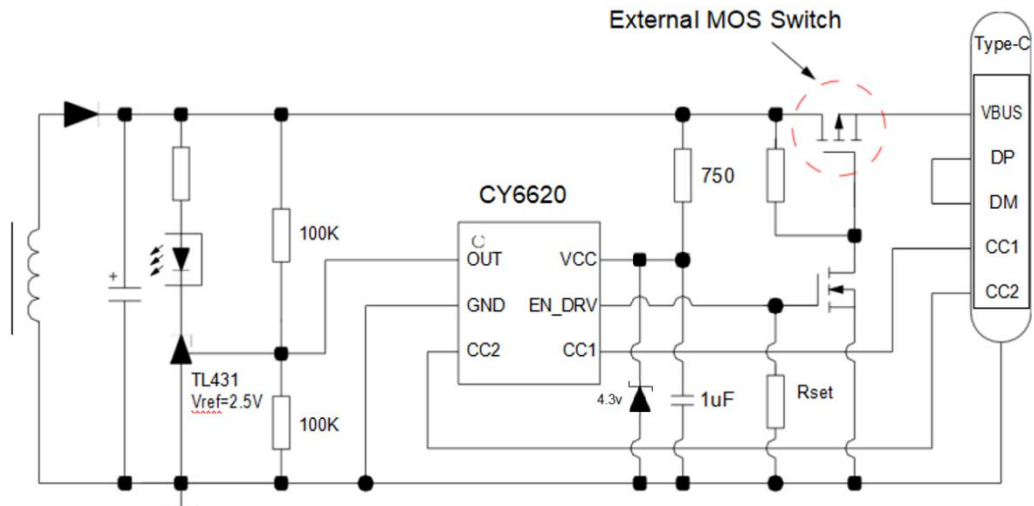 External MOS Switch
Type-C
VBUS
DP
DM
CC1
CC2
750
CY6620
100K
OUT
VCC
GND
EN_DRV
CC2
CC1
+
TL431
Vref=2.5V
100K
4.3v
1uF
Rset